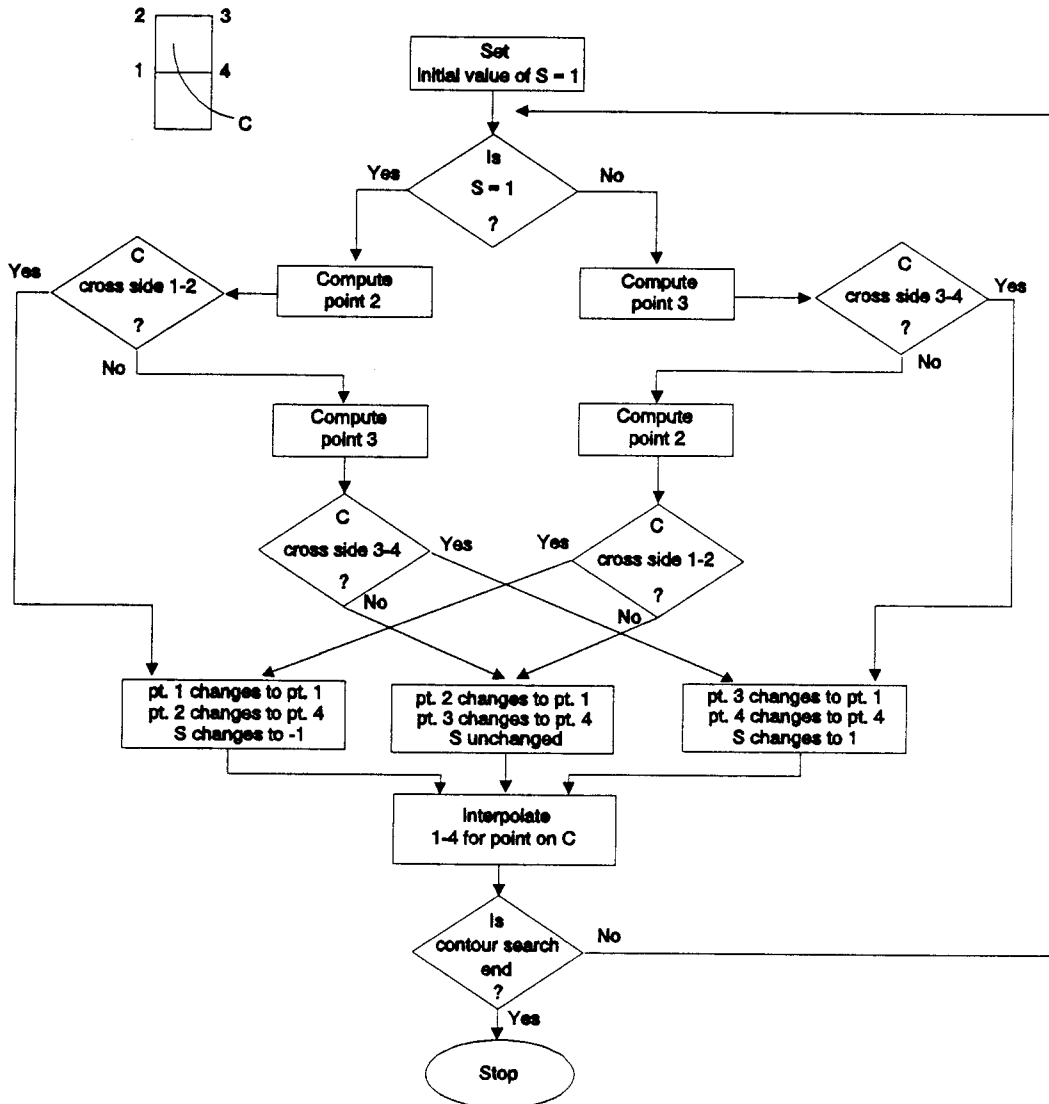 2 3
1 4
C
Set
initial value of S = 1
Is
S = 1
?
Yes
No
C
cross side 1-2
?
Yes
No
Compute
point 2
Compute
point 3
C
cross side 3-4
?
Yes
No
Compute
point 3
Compute
point 2
C
cross side 3-4
?
Yes
No
C
cross side 1-2
?
Yes
No
pt. 1 changes to pt. 1
pt. 2 changes to pt. 4
S changes to -1
pt. 2 changes to pt. 1
pt. 3 changes to pt. 4
S unchanged
pt. 3 changes to pt. 1
pt. 4 changes to pt. 4
S changes to 1
Interpolate
1-4 for point on C
Is
contour search
end
?
No
Yes
Stop